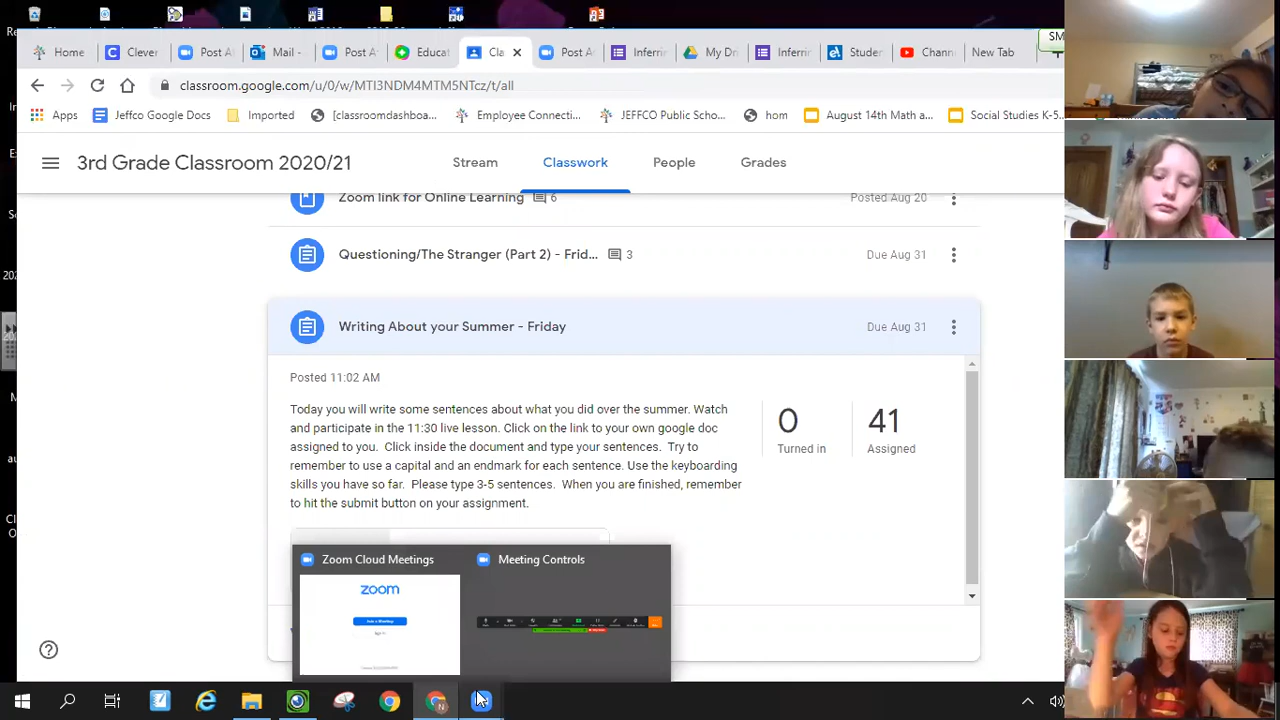 SM
Home
Clever
Post A
Mail -
Post A
Educat
Cla
Post A
Inferri
My Dr
Inferri
Studer
Chann
New Tab
classroom.google.com/u/0/w/MTI3NDM4MTM5NTcz/t/all
Apps
Jeffco Google Docs
Imported
[classroomdashboa...
Employee Connecti...
JEFFCO Public Scho...
hom
August 14th Math a...
Social Studies K-5...
3rd Grade Classroom 2020/21
Stream
Classwork
People
Grades
Zoom link for Online Learning 6 Posted Aug 20
Questioning/The Stranger (Part 2) - Frid... 3 Due Aug 31
Writing About your Summer - Friday Due Aug 31
Posted 11:02 AM
Today you will write some sentences about what you did over the summer. Watch
and participate in the 11:30 live lesson. Click on the link to your own google doc
assigned to you. Click inside the document and type your sentences. Try to
remember to use a capital and an endmark for each sentence. Use the keyboarding
skills you have so far. Please type 3-5 sentences. When you are finished, remember
to hit the submit button on your assignment.
0
Turned in
41
Assigned
Zoom Cloud Meetings
Meeting Controls
zoom